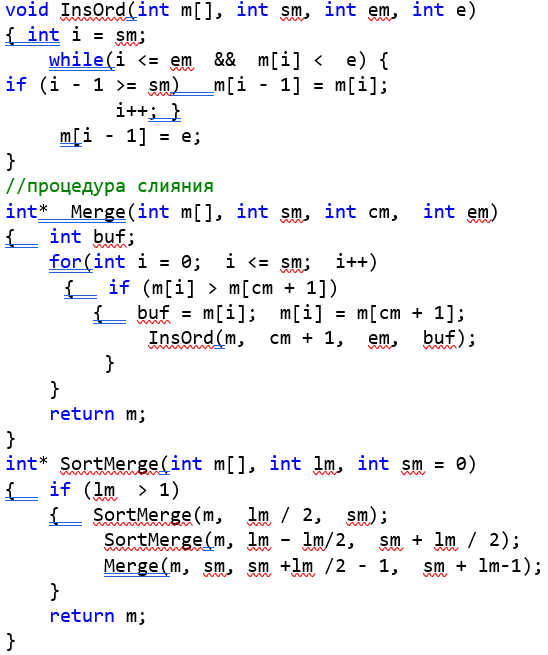 void InsOrd(int m[], int sm, int em, int e)
{ int i = sm;
    while(i <= em  &&  m[i] <  e) {
if (i - 1 >= sm)   m[i - 1] = m[i];
          i++; }
     m[i - 1] = e;
}
//процедура слияния
int*  Merge(int m[], int sm, int cm,  int em)
{   int buf;
    for(int i = 0;  i <= sm;  i++)
     {   if (m[i] > m[cm + 1])
        {   buf = m[i];  m[i] = m[cm + 1];
             InsOrd(m,  cm + 1,  em,  buf);
         }
    }
    return m;
}
int* SortMerge(int m[], int lm, int sm = 0)
{   if (lm  > 1)
    {   SortMerge(m,  lm / 2,  sm);
         SortMerge(m, lm – lm/2,  sm + lm / 2);
         Merge(m, sm, sm +lm /2 - 1,  sm + lm-1);
    }
    return m;
}